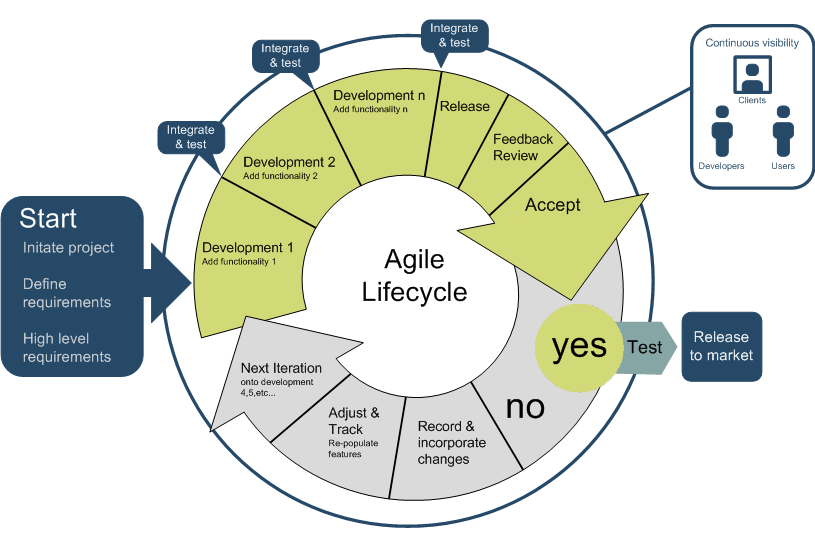 Start
Initate project
Define
requirements
High level
requirements
Integrate
& test
Integrate
& test
Integrate
& test
Development 1
Add functionality 1
Development 2
Add functionality 2
Development n
Add functionality n
Release
Feedback
Review
Accept
Agile
Lifecycle
yes
Test
Release
to market
no
Record &
incorporate
changes
Adjust &
Track
Re-populate
features
Next Iteration
onto development
4,5,etc...
Continuous visibility
Clients
Developers
Users